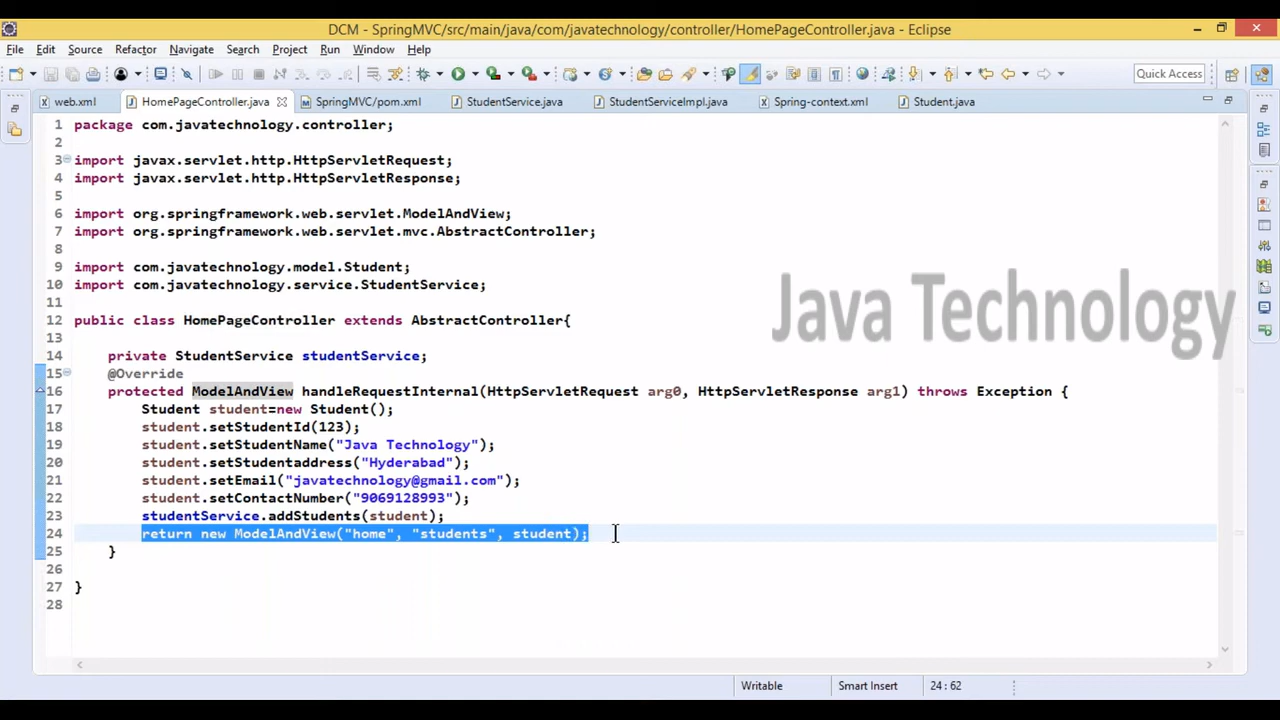 DCM - SpringMVC/src/main/java/com/javatechnology/controller/HomePageController.java - Eclipse
File Edit Source Refactor Navigate Search Project Run Window Help
Quick Access
web.xml HomePageController.java SpringMVC/pom.xml StudentService.java StudentServiceImpl.java Spring-context.xml Student.java
1 package com.javatechnology.controller;
2
3 import javax.servlet.http.HttpServletRequest;
4 import javax.servlet.http.HttpServletResponse;
5
6 import org.springframework.web.servlet.ModelAndView;
7 import org.springframework.web.servlet.mvc.AbstractController;
8
9 import com.javatechnology.model.Student;
10 import com.javatechnology.service.StudentService;
11
12 public class HomePageController extends AbstractController{
13
14 private StudentService studentService;
15 @Override
16 protected ModelAndView handleRequestInternal(HttpServletRequest arg0, HttpServletResponse arg1) throws Exception {
17 Student student=new Student();
18 student.setStudentId(123);
19 student.setStudentName("Java Technology");
20 student.setStudentaddress("Hyderabad");
21 student.setEmail("javatechnology@gmail.com");
22 student.setContactNumber("9069128993");
23 studentService.addStudents(student);
24 return new ModelAndView("home", "students", student);
25 }
26
27 }
28
Java Technology
Writable Smart Insert 24 : 62